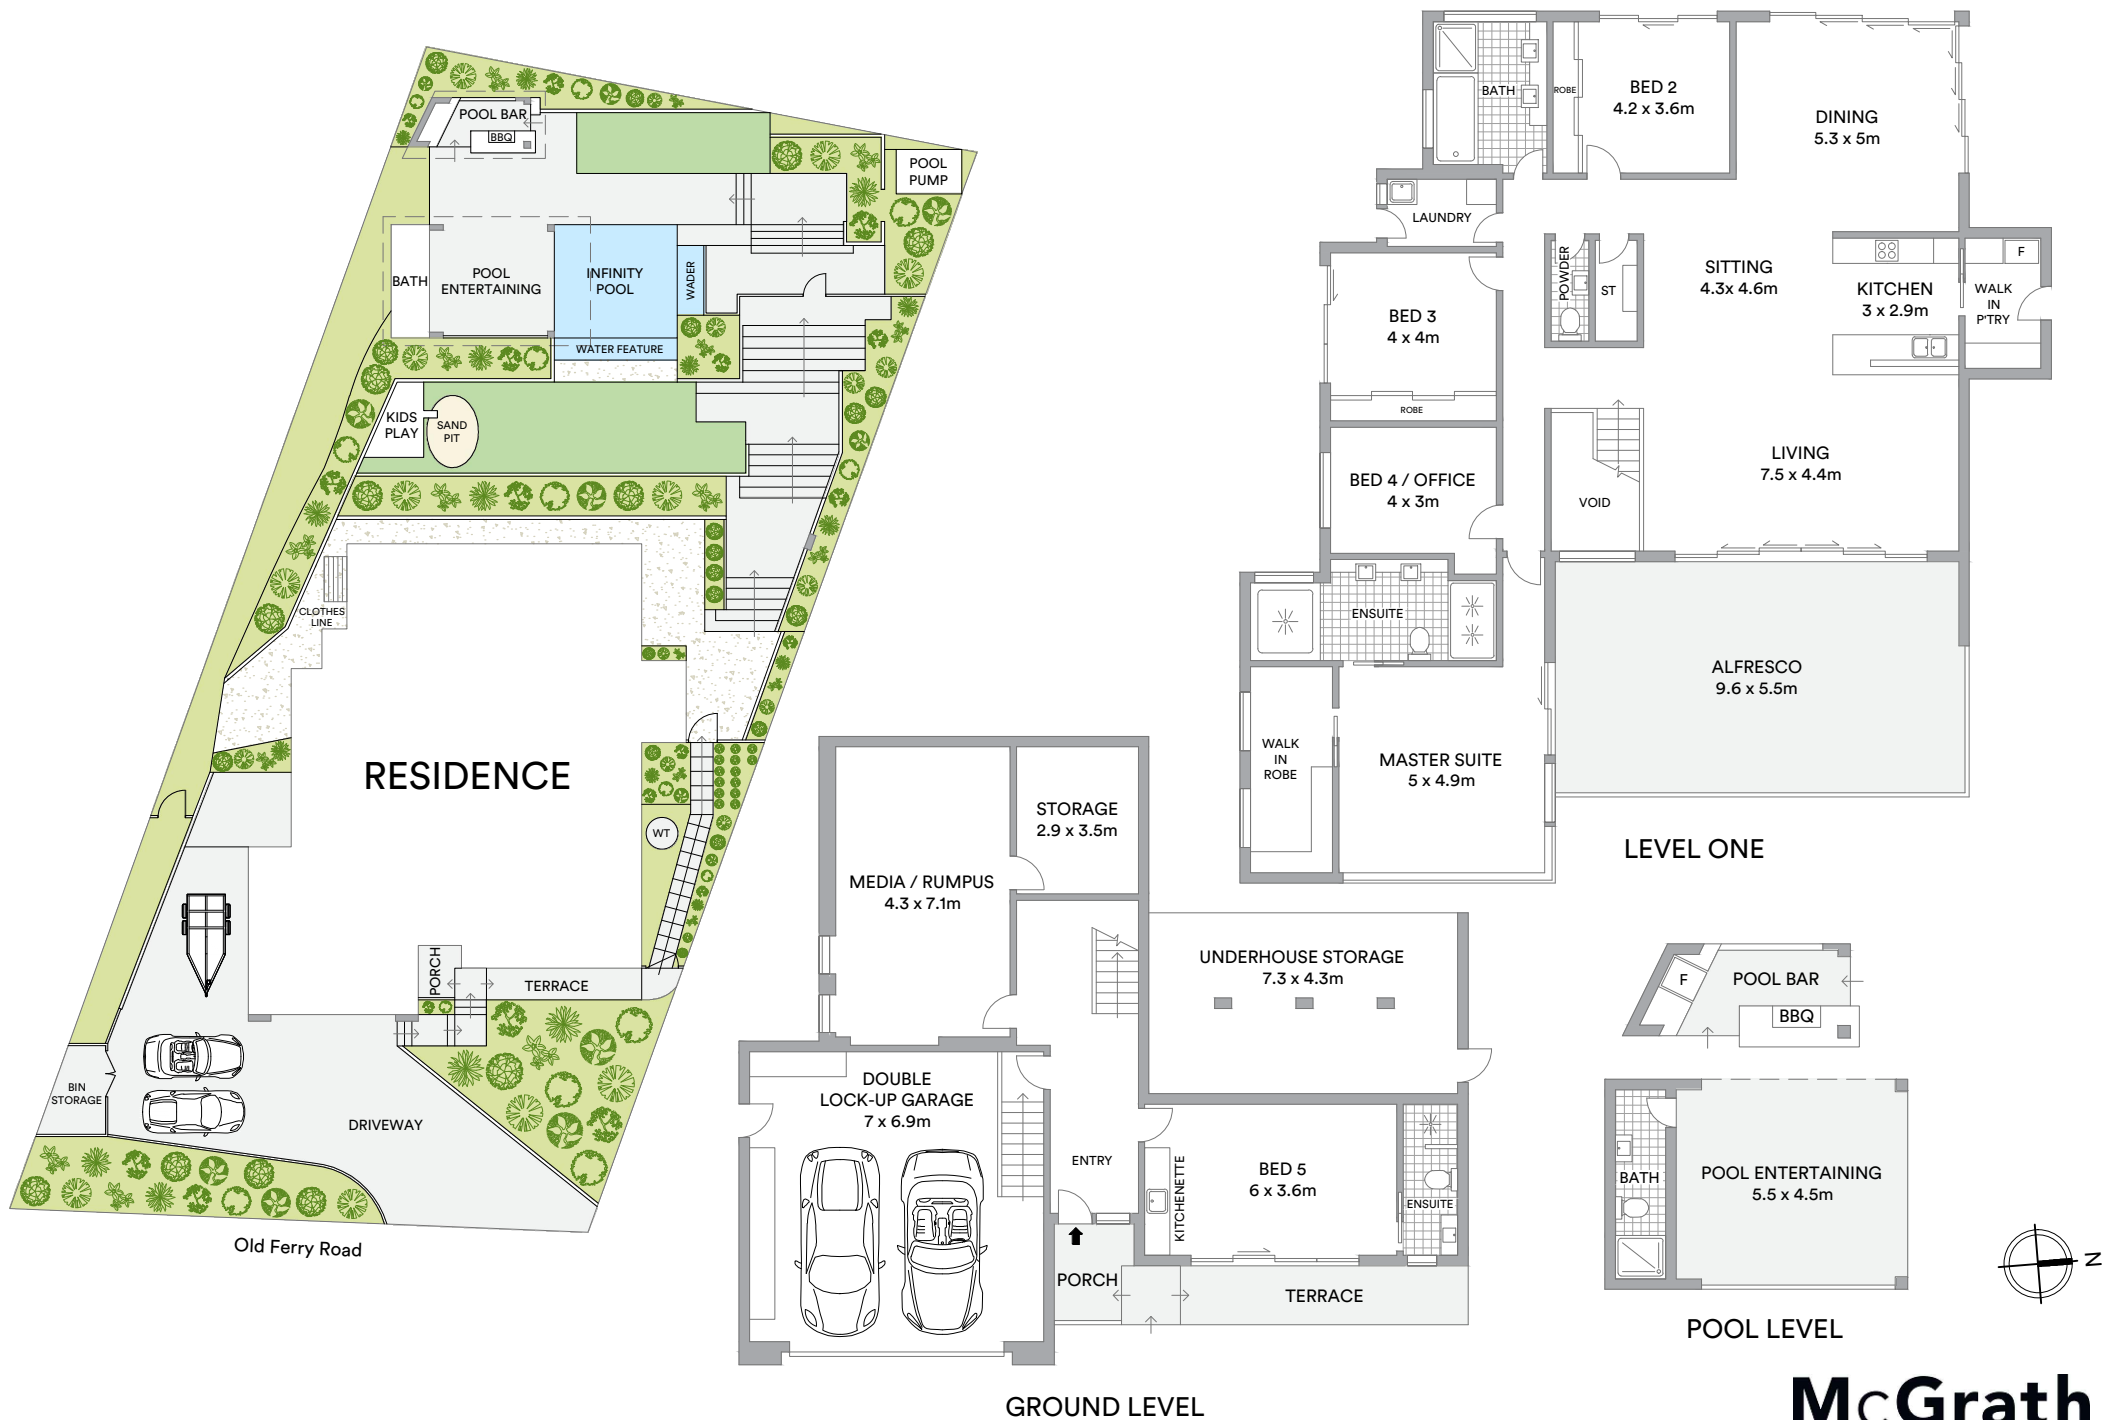 POOL BAR
BBQ
POOL
PUMP
BATH
POOL
ENTERTAINING
INFINITY
POOL
WADER
WATER FEATURE
KIDS
PLAY
SAND
PIT
CLOTHES
LINE
RESIDENCE
WT
PORCH
TERRACE
BIN
STORAGE
DRIVEWAY
Old Ferry Road
BATH
ROBE
BED 2
4.2 x 3.6m
DINING
5.3 x 5m
LAUNDRY
POWDER
ST
SITTING
4.3x 4.6m
KITCHEN
3 x 2.9m
F
WALK
IN
P'TRY
BED 3
4 x 4m
ROBE
BED 4 / OFFICE
4 x 3m
VOID
LIVING
7.5 x 4.4m
ENSUITE
ALFRESCO
9.6 x 5.5m
WALK
IN
ROBE
MASTER SUITE
5 x 4.9m
LEVEL ONE
MEDIA / RUMPUS
4.3 x 7.1m
STORAGE
2.9 x 3.5m
UNDERHOUSE STORAGE
7.3 x 4.3m
DOUBLE
LOCK-UP GARAGE
7 x 6.9m
ENTRY
KITCHENETTE
BED 5
6 x 3.6m
ENSUITE
PORCH
TERRACE
GROUND LEVEL
F
POOL BAR
BBQ
BATH
POOL ENTERTAINING
5.5 x 4.5m
POOL LEVEL
N
McGrath